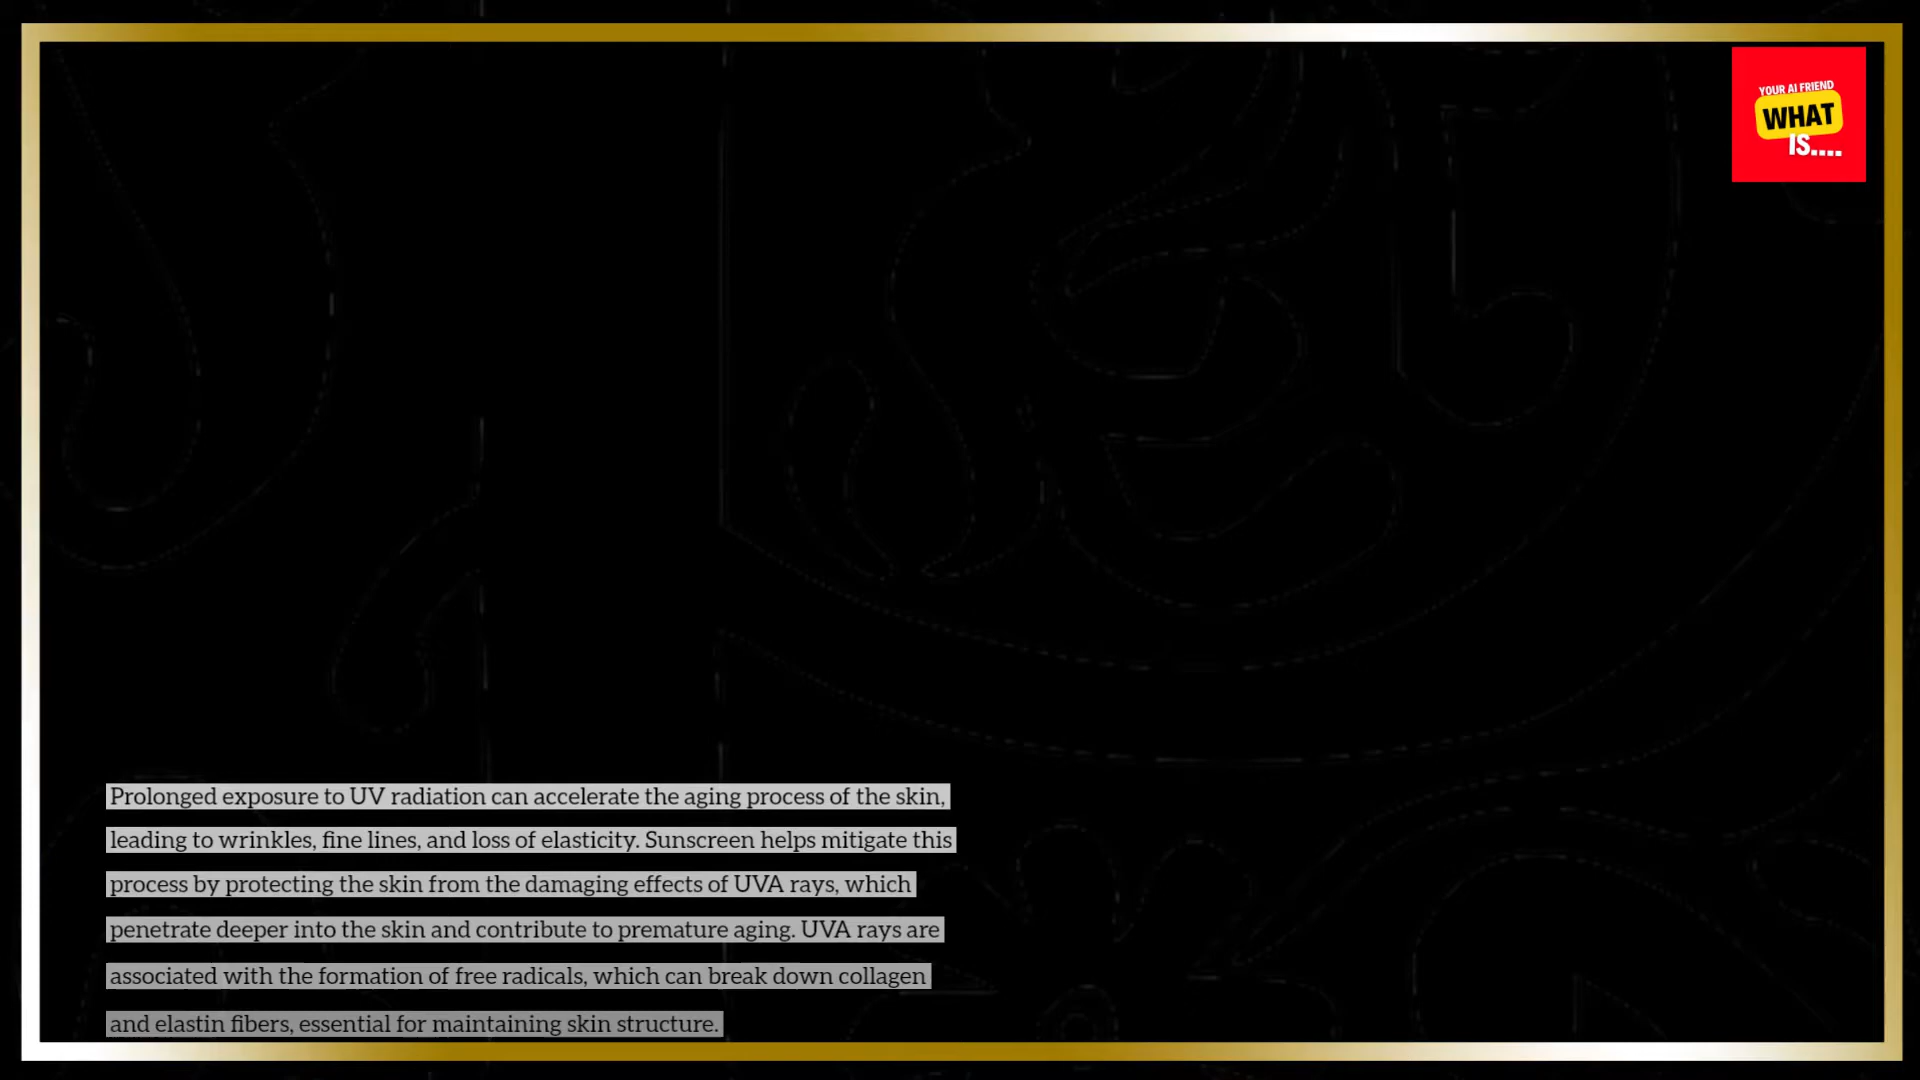 YOUR AI FRIEND
WHAT
IS....
Prolonged exposure to UV radiation can accelerate the aging process of the skin,
leading to wrinkles, fine lines, and loss of elasticity. Sunscreen helps mitigate this
process by protecting the skin from the damaging effects of UVA rays, which
penetrate deeper into the skin and contribute to premature aging. UVA rays are
associated with the formation of free radicals, which can break down collagen
and elastin fibers, essential for maintaining skin structure.